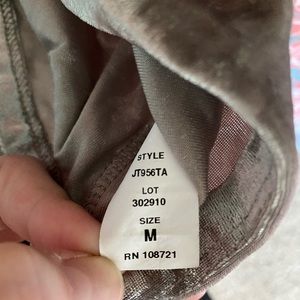 STYLE
JT956TA
LOT
302910
SIZE
M
RN 108721